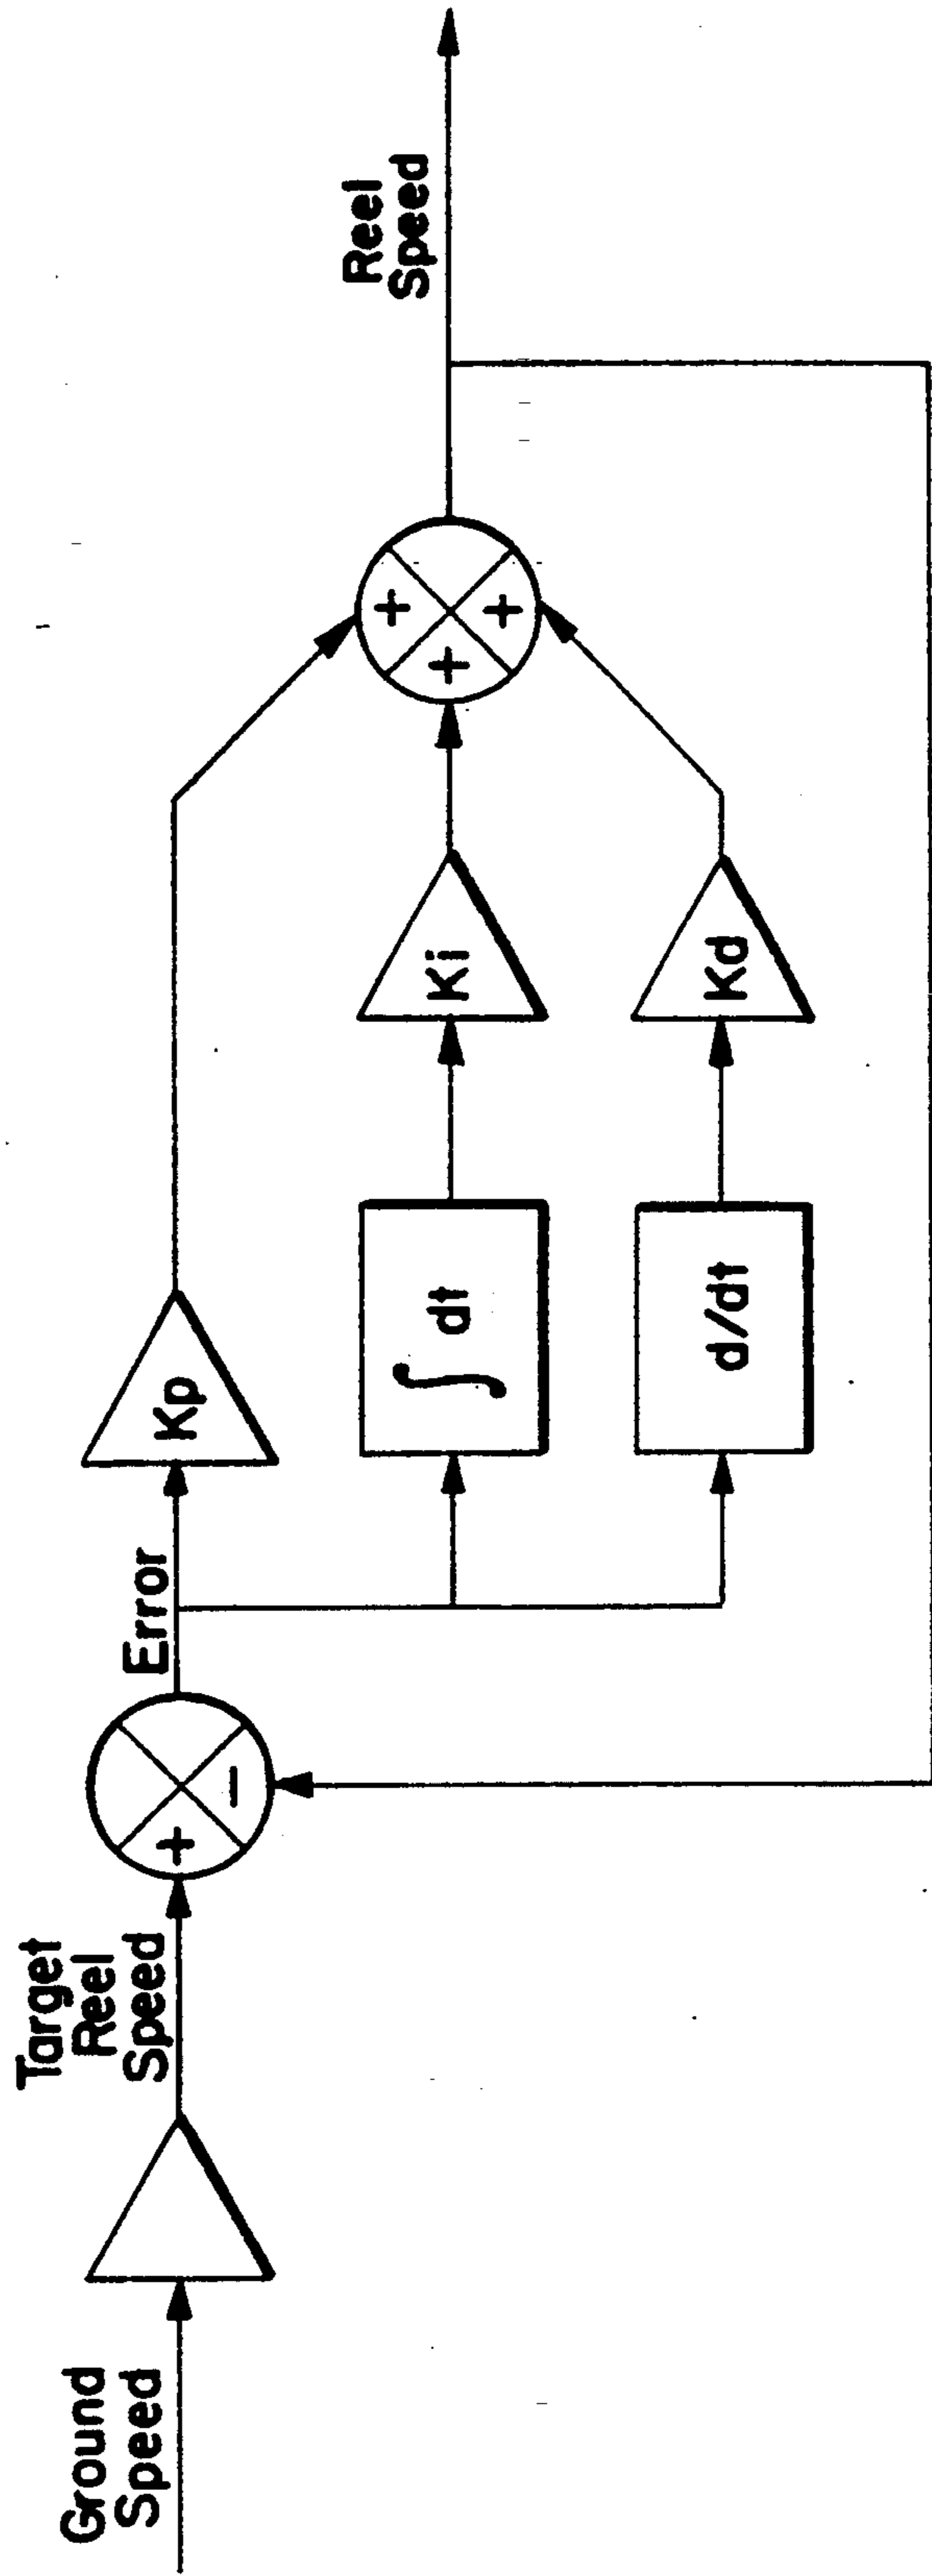 Ground
Speed
Target
Reel
Speed
+
−
Error
Kp
∫ dt
d/dt
Ki
Kd
+
+
+
Reel
Speed